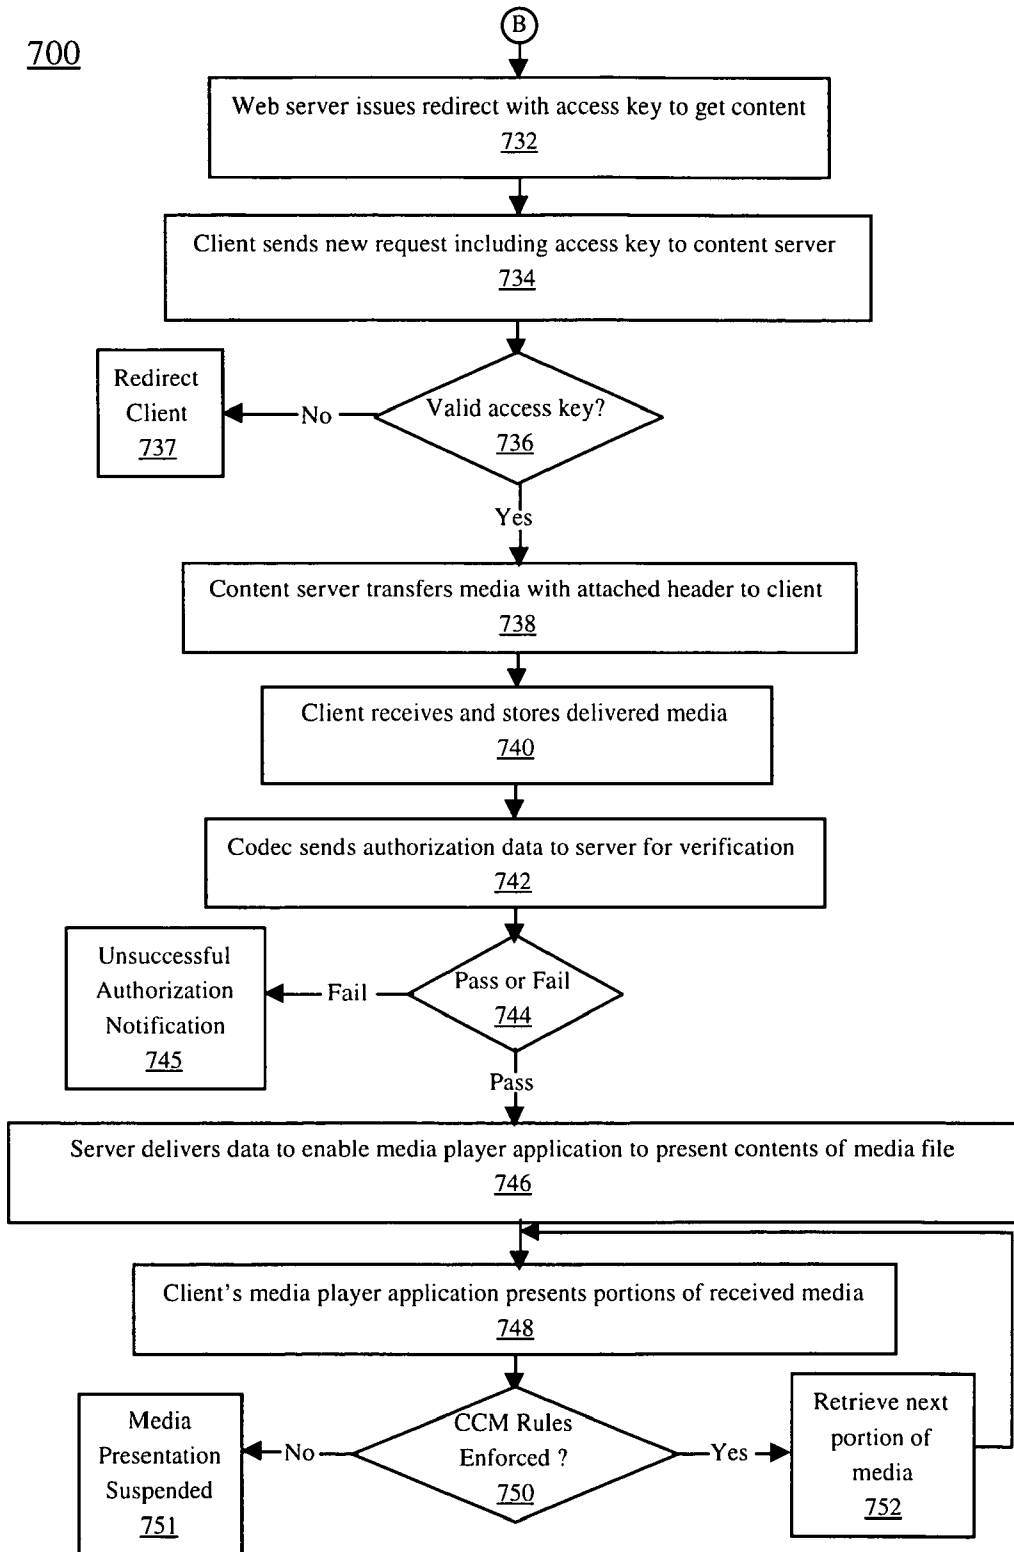 B
700
Web server issues redirect with access key to get content
732
Client sends new request including access key to content server
734
Redirect
Client
737
No
Valid access key?
736
Yes
Content server transfers media with attached header to client
738
Client receives and stores delivered media
740
Codec sends authorization data to server for verification
742
Unsuccessful
Authorization
Notification
745
Fail
Pass or Fail
744
Pass
Server delivers data to enable media player application to present contents of media file
746
Client's media player application presents portions of received media
748
Media
Presentation
Suspended
751
No
CCM Rules
Enforced ?
750
Yes
Retrieve next
portion of
media
752